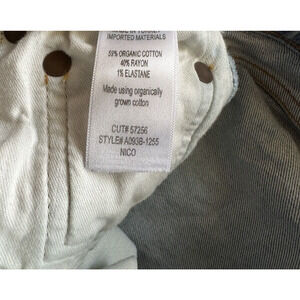 IMPORTED MATERIALS
59% ORGANIC COTTON
40% RAYON
1% ELASTANE
Made using organically
grown cotton
CUT# 57256
STYLE# A093B-1255
NICO